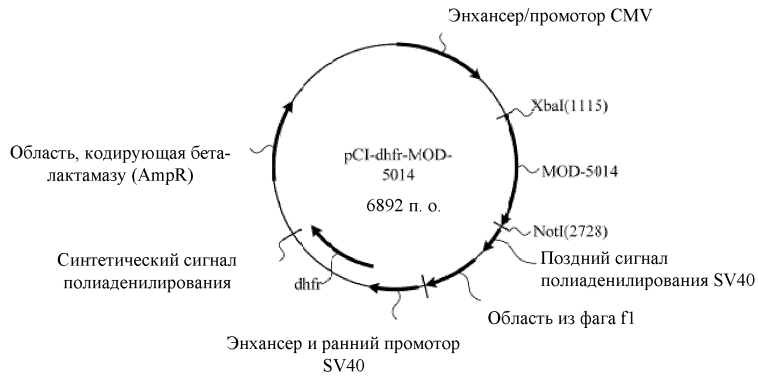 Энхансер/промотор CMV
XbaI(1115)
MOD-5014
NotI(2728)
Поздний сигнал
полиаденилирования SV40
Область из фага f1
Энхансер и ранний промотор
SV40
dhfr
Синтетический сигнал
полиаденилирования
Область, кодирующая бета-
лактамазу (AmpR)
pCI-dhfr-MOD-
5014
6892 п. о.